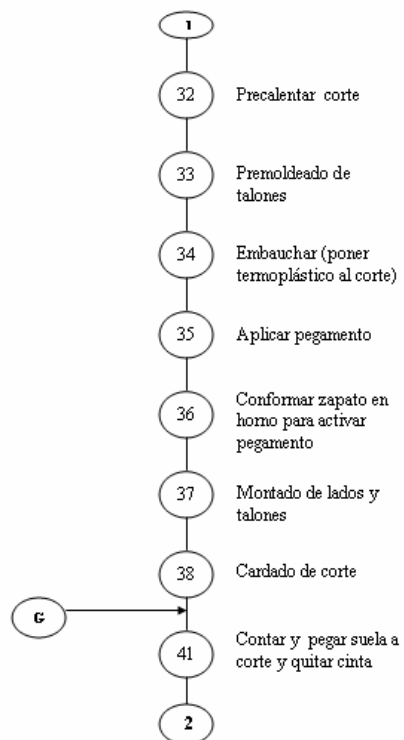 1
32 Precalentar corte
33 Premoldeado de
talones
34 Embauchar (poner
termoplástico al corte)
35 Aplicar pegamento
36 Conformar zapato en
horno para activar
pegamento
37 Montado de lados y
talones
38 Cardado de corte
G
41 Contar y pegar suela a
corte y quitar cinta
2